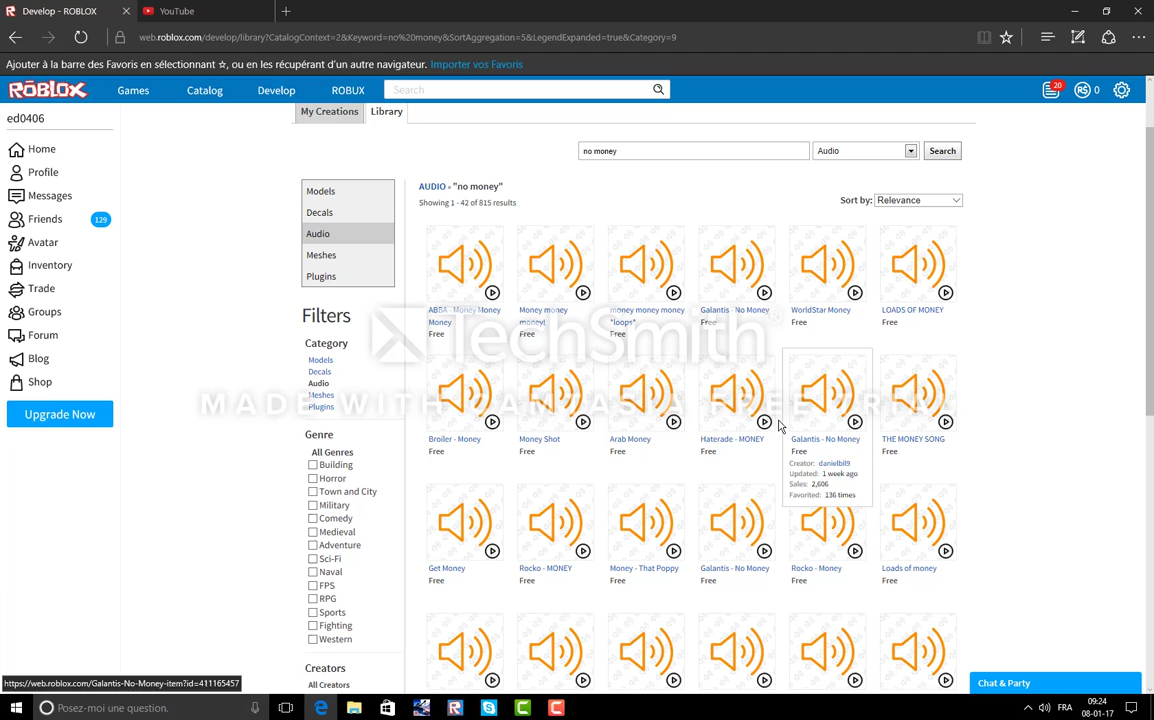 Develop - ROBLOX
YouTube
web.roblox.com/develop/library?CatalogContext=2&Keyword=no%20money&SortAggregation=5&LegendExpanded=true&Category=9
Ajouter à la barre des Favoris en sélectionnant ☆, ou en les récupérant d'un autre navigateur. Importer vos Favoris
ROBLOX
Games
Catalog
Develop
ROBUX
Search
20
R$ 0
ed0406
Home
Profile
Messages
Friends 129
Avatar
Inventory
Trade
Groups
Forum
Blog
Shop
Upgrade Now
My Creations
Library
no money
Audio
Search
Models
Decals
Audio
Meshes
Plugins
AUDIO » "no money"
Showing 1 - 42 of 815 results
Sort by: Relevance
Filters
Category
Models
Decals
Audio
Meshes
Plugins
Genre
All Genres
Building
Horror
Town and City
Military
Comedy
Medieval
Adventure
Sci-Fi
Naval
FPS
RPG
Sports
Fighting
Western
Creators
All Creators
ABBA - Money Money
Money
Free
Money money
money!
Free
money money money
*loops*
Free
Galantis - No Money
Free
WorldStar Money
Free
LOADS OF MONEY
Free
TechSmith
MADE WITH CAMTASIA FREE TRIAL
Broiler - Money
Free
Money Shot
Free
Arab Money
Free
Haterade - MONEY
Free
Galantis - No Money
Free
Creator: danielbil9
Updated: 1 week ago
Sales: 2,606
Favorited: 136 times
THE MONEY SONG
Free
Get Money
Free
Rocko - MONEY
Free
Money - That Poppy
Free
Galantis - No Money
Free
Rocko - Money
Free
Loads of money
Free
https://web.roblox.com/Galantis-No-Money-item?id=411165457
Chat & Party
Posez-moi une question.
FRA
09:24
08-01-17